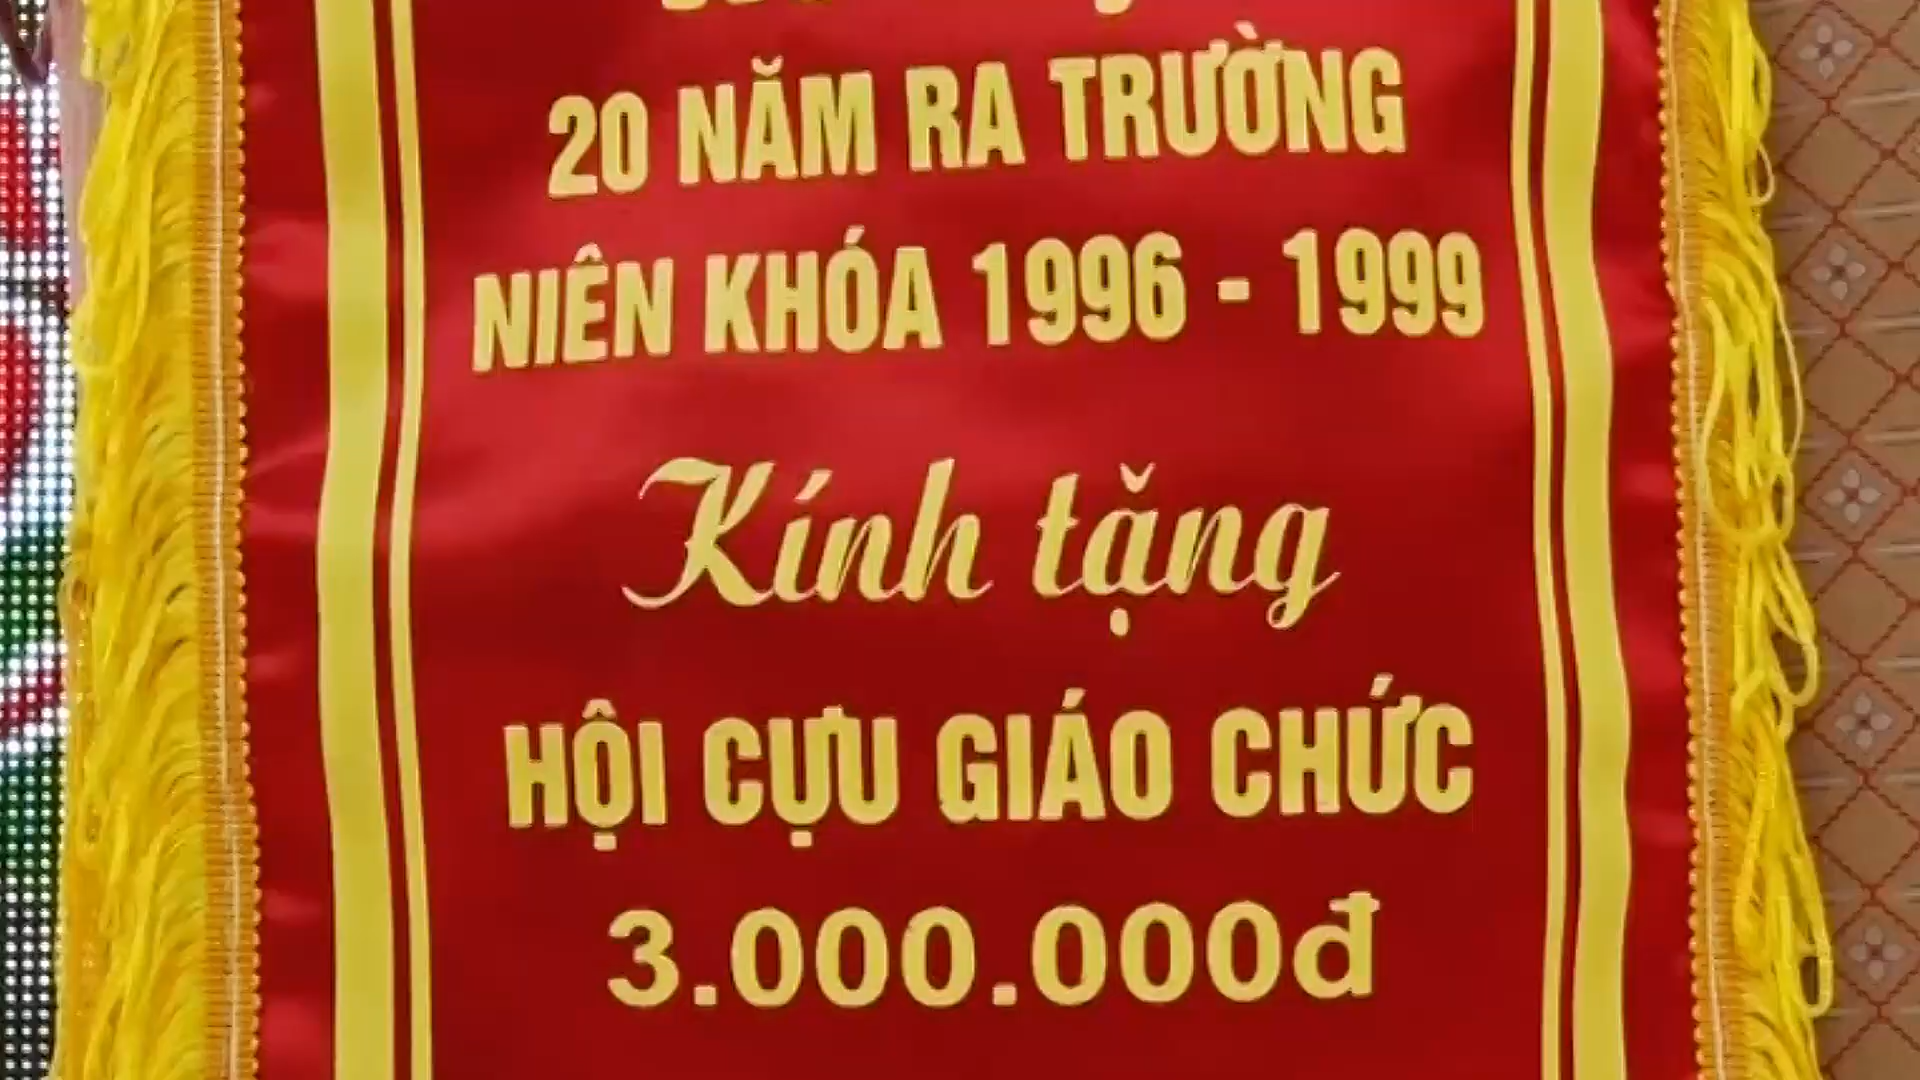 20 NĂM RA TRƯỜNG
NIÊN KHÓA 1996 - 1999
Kính tặng
HỘI CỰU GIÁO CHỨC
3.000.000đ